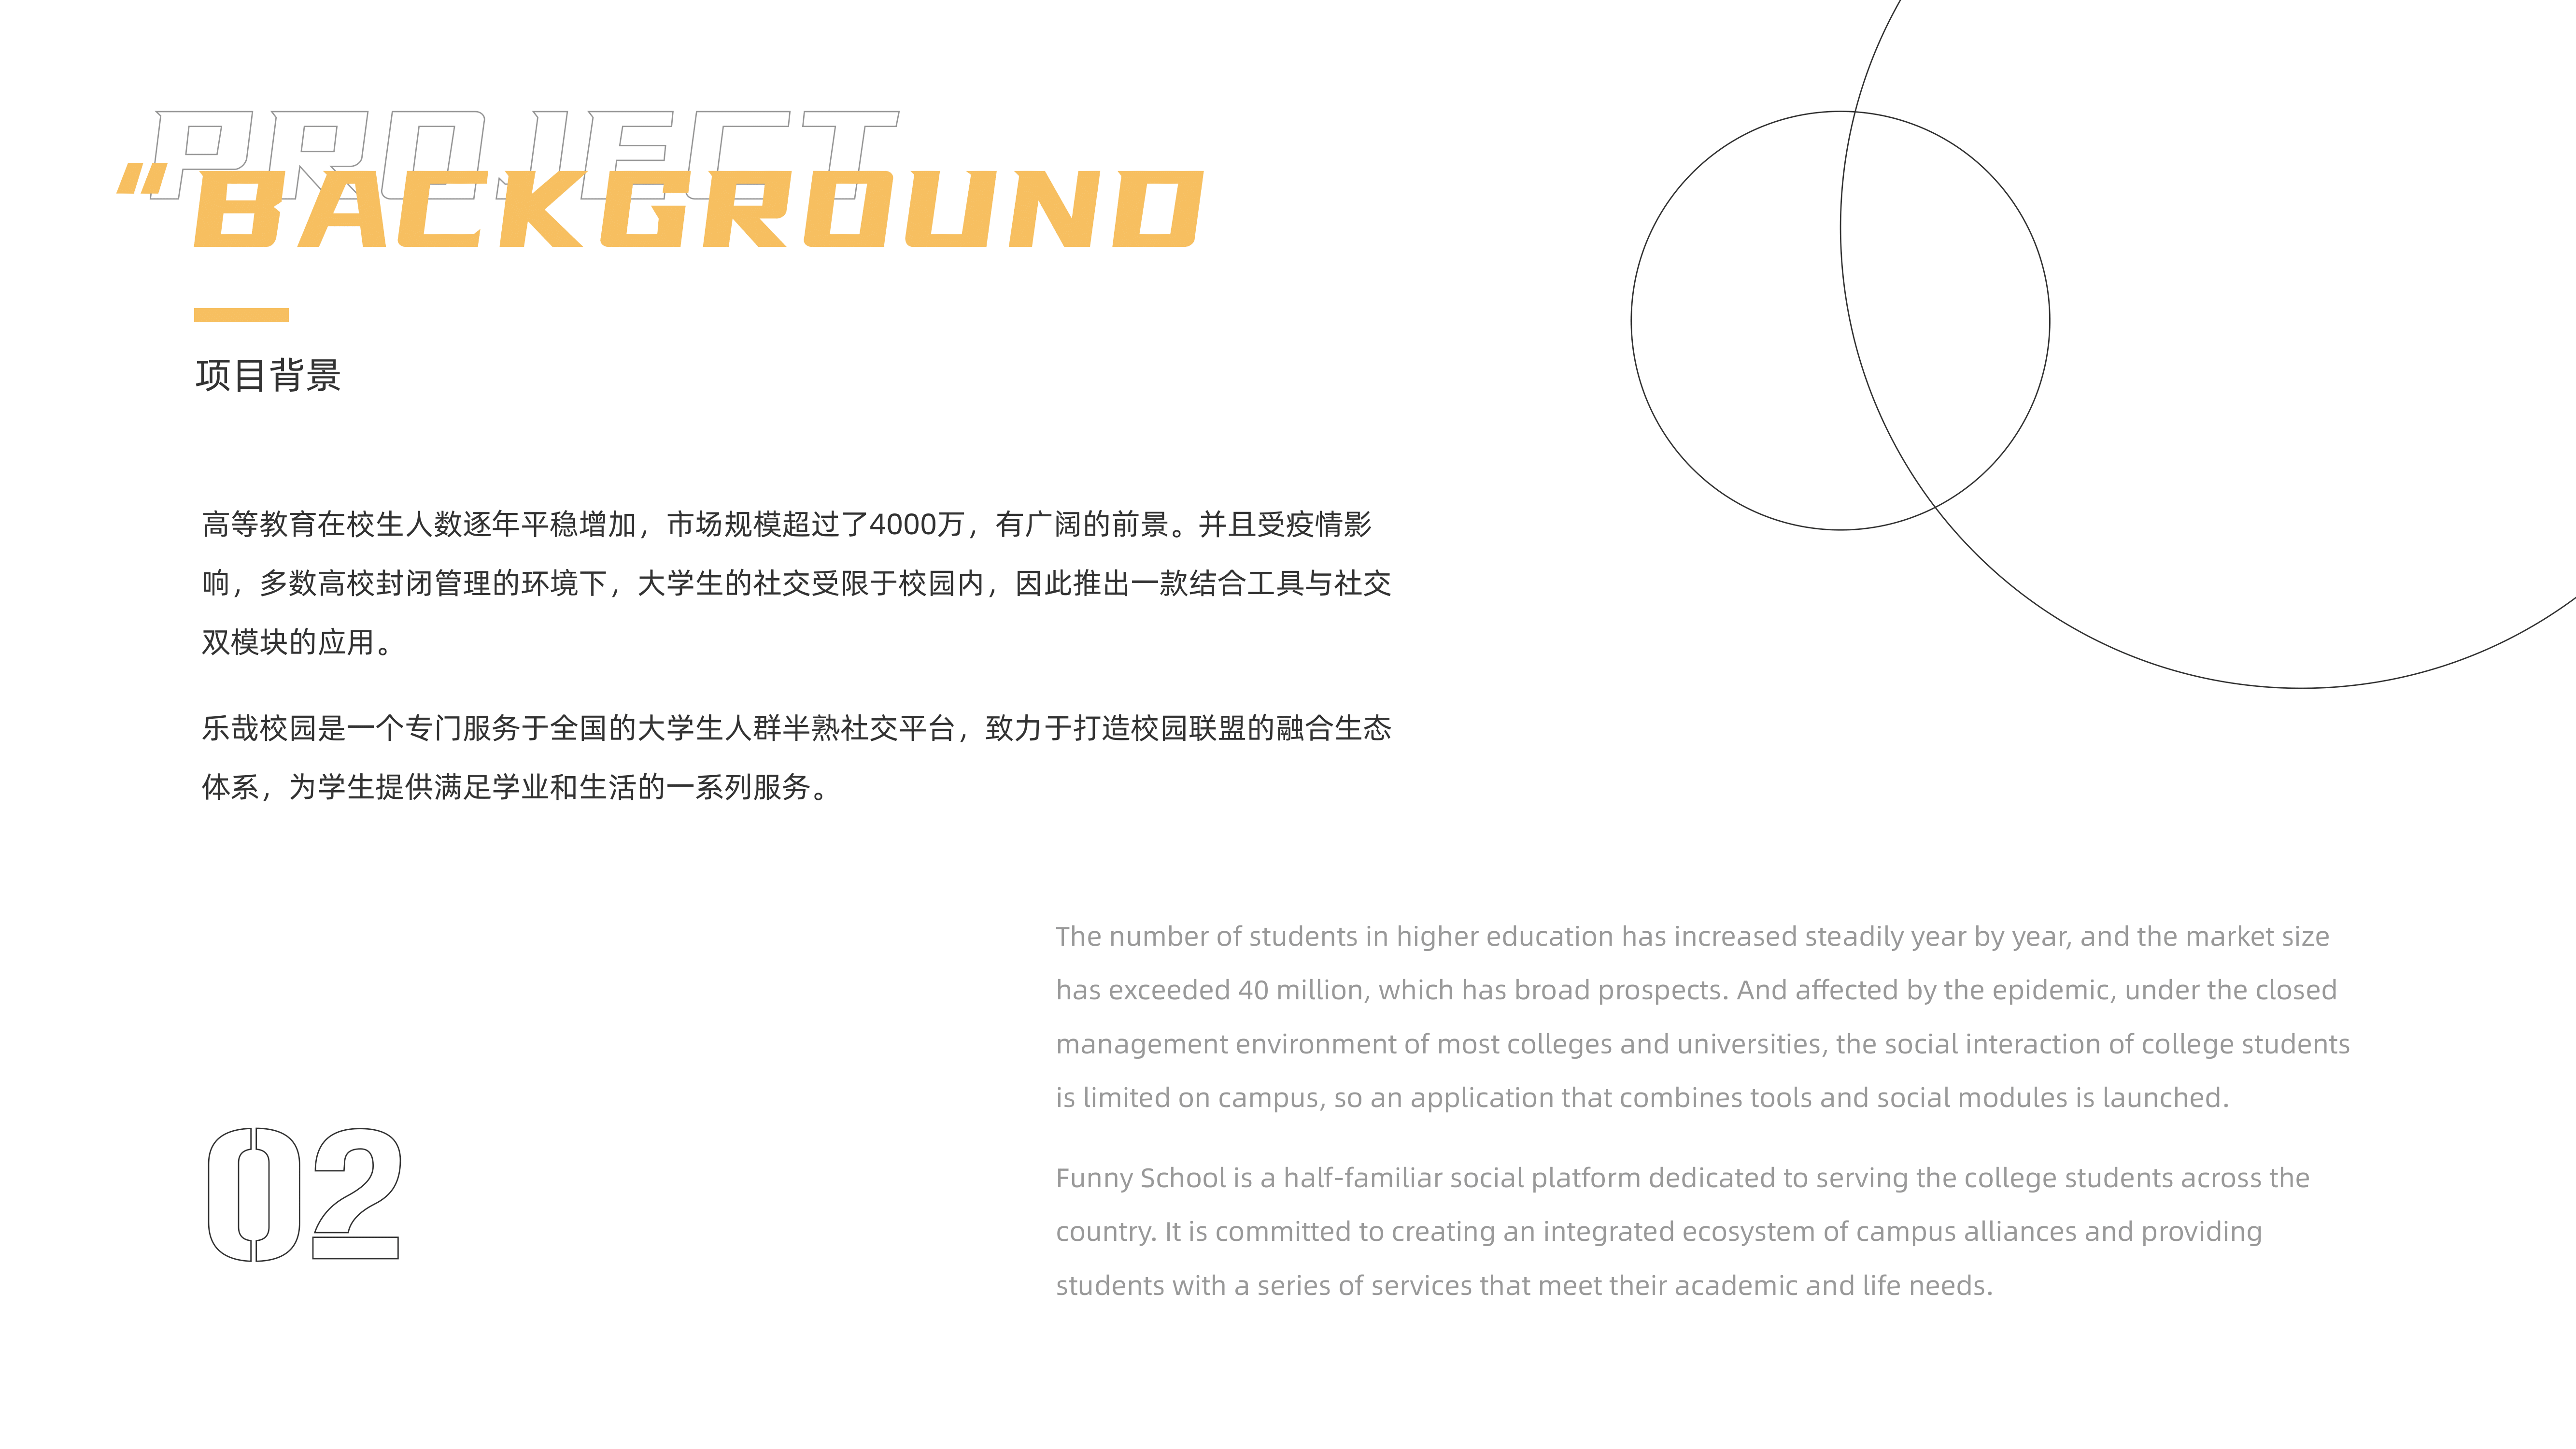 PROJECT
“BACKGROUND
项目背景
高等教育在校生人数逐年平稳增加，市场规模超过了4000万，有广阔的前景。并且受疫情影
响，多数高校封闭管理的环境下，大学生的社交受限于校园内，因此推出一款结合工具与社交
双模块的应用。
乐哉校园是一个专门服务于全国的大学生人群半熟社交平台，致力于打造校园联盟的融合生态
体系，为学生提供满足学业和生活的一系列服务。
The number of students in higher education has increased steadily year by year, and the market size
has exceeded 40 million, which has broad prospects. And affected by the epidemic, under the closed
management environment of most colleges and universities, the social interaction of college students
is limited on campus, so an application that combines tools and social modules is launched.
Funny School is a half-familiar social platform dedicated to serving the college students across the
country. It is committed to creating an integrated ecosystem of campus alliances and providing
students with a series of services that meet their academic and life needs.
02